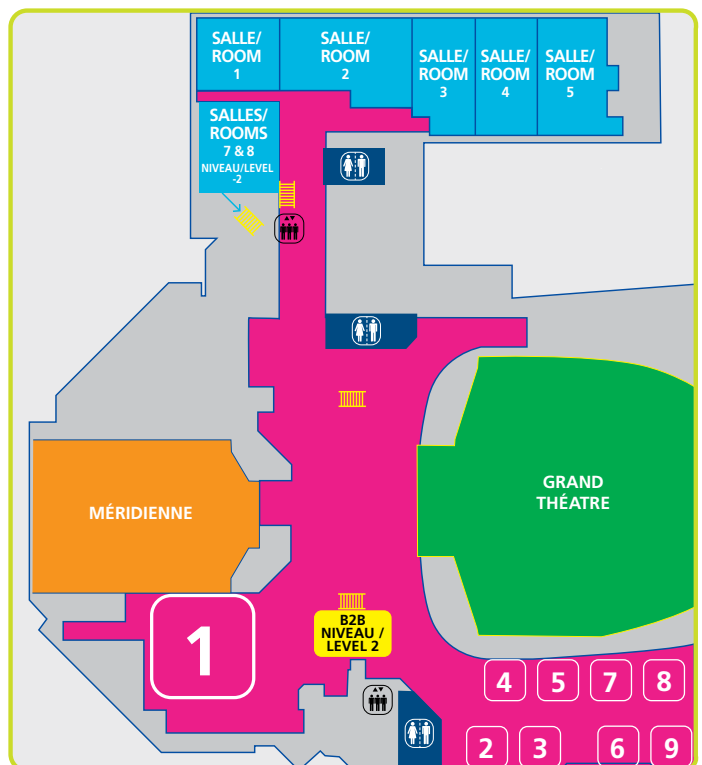 SALLE/
ROOM
1
SALLE/
ROOM
2
SALLE/
ROOM
3
SALLE/
ROOM
4
SALLE/
ROOM
5
SALLES/
ROOMS
7 & 8
NIVEAU/LEVEL
-2
MÉRIDIENNE
GRAND
THÉATRE
B2B
NIVEAU /
LEVEL 2
1
4 5 7 8
2 3 6 9